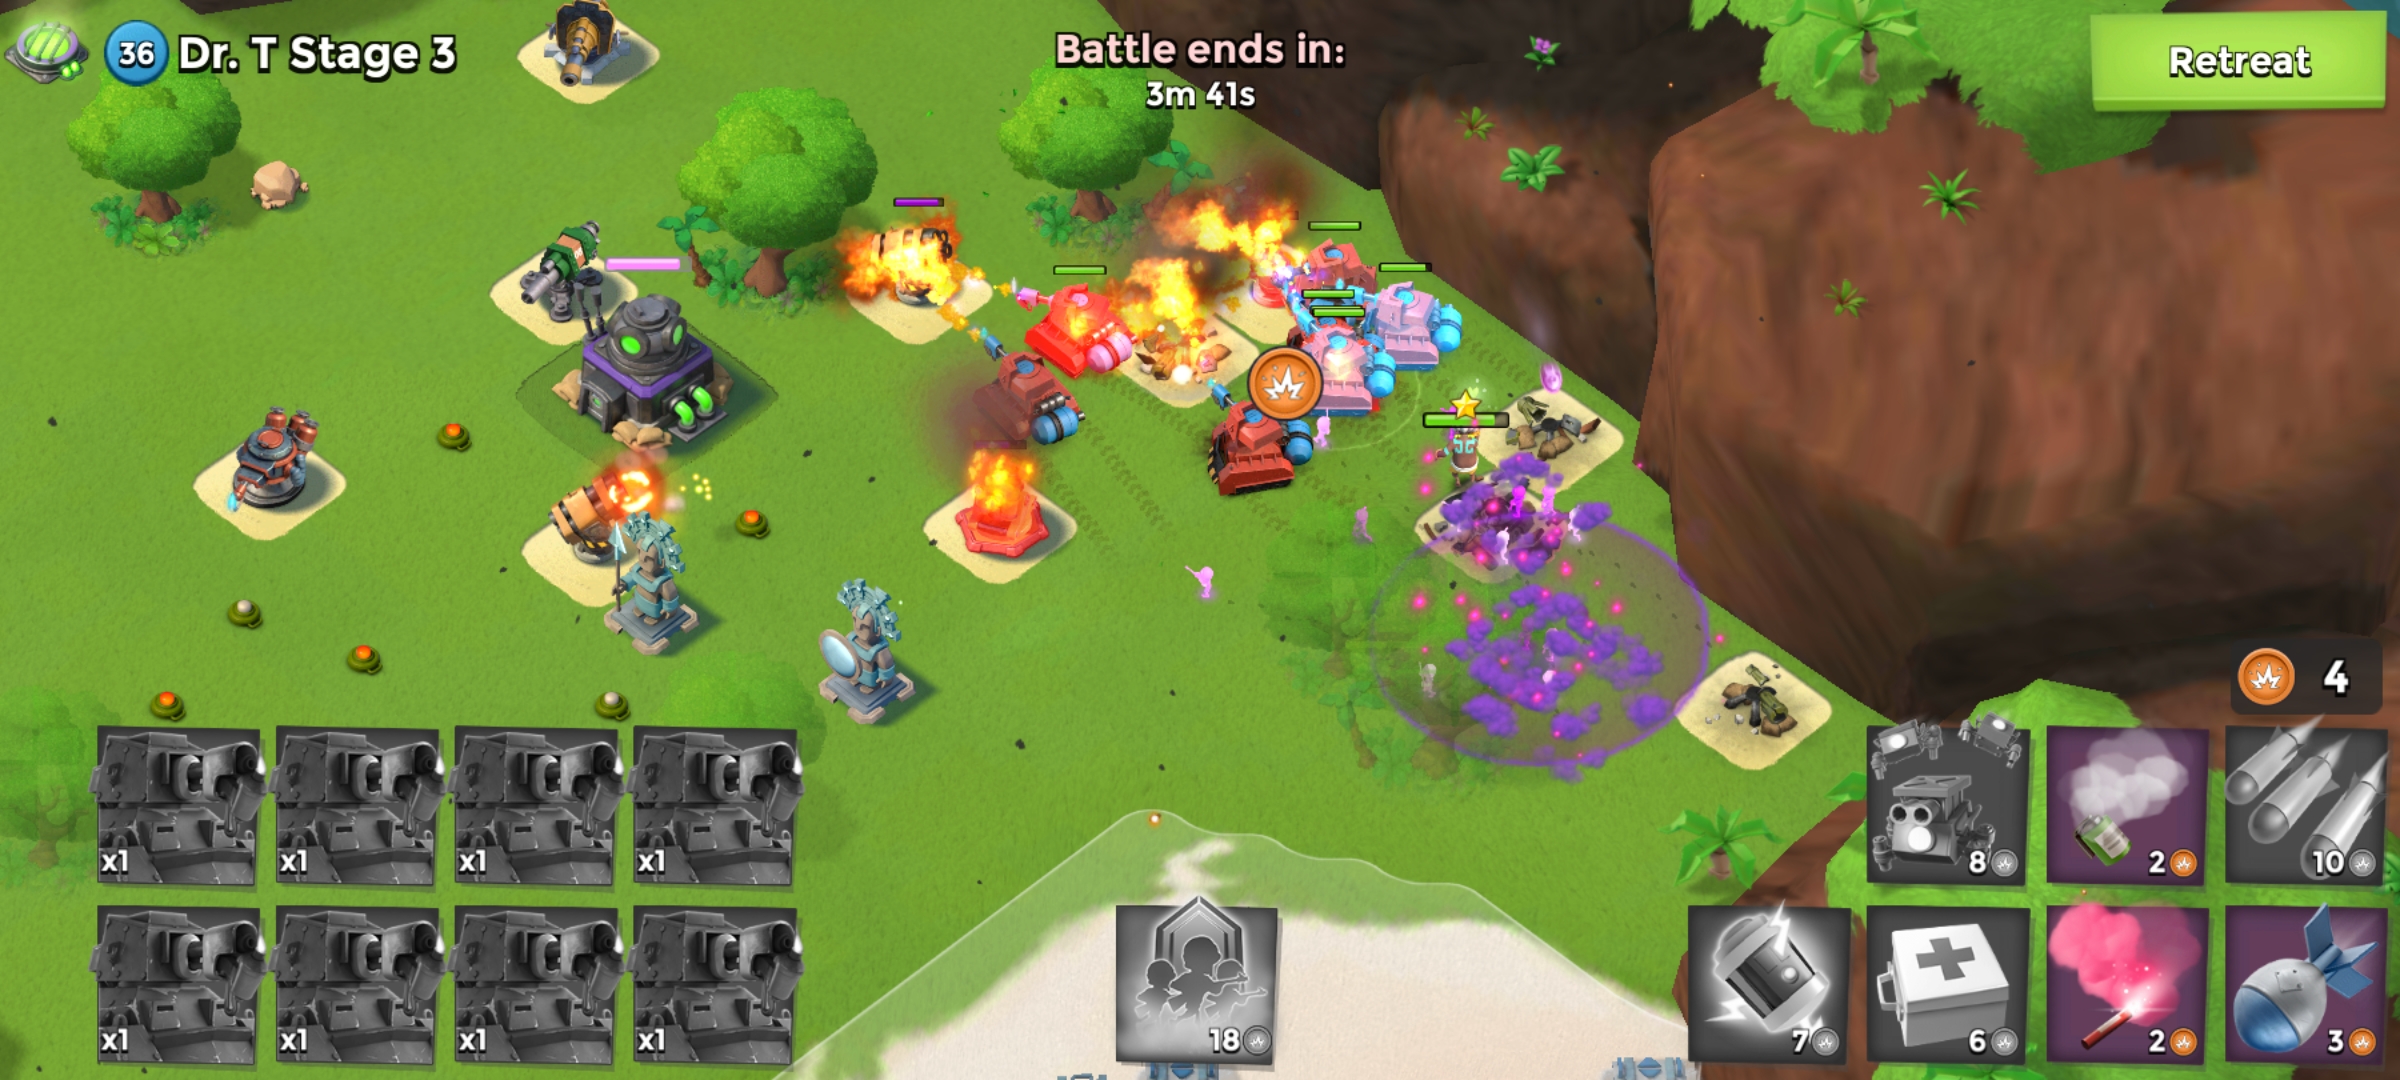 36 Dr. T Stage 3
Battle ends in:
3m 41s
Retreat
52
4
x1 x1 x1 x1
8 2 10
x1 x1 x1 x1
18 7 6 2 3